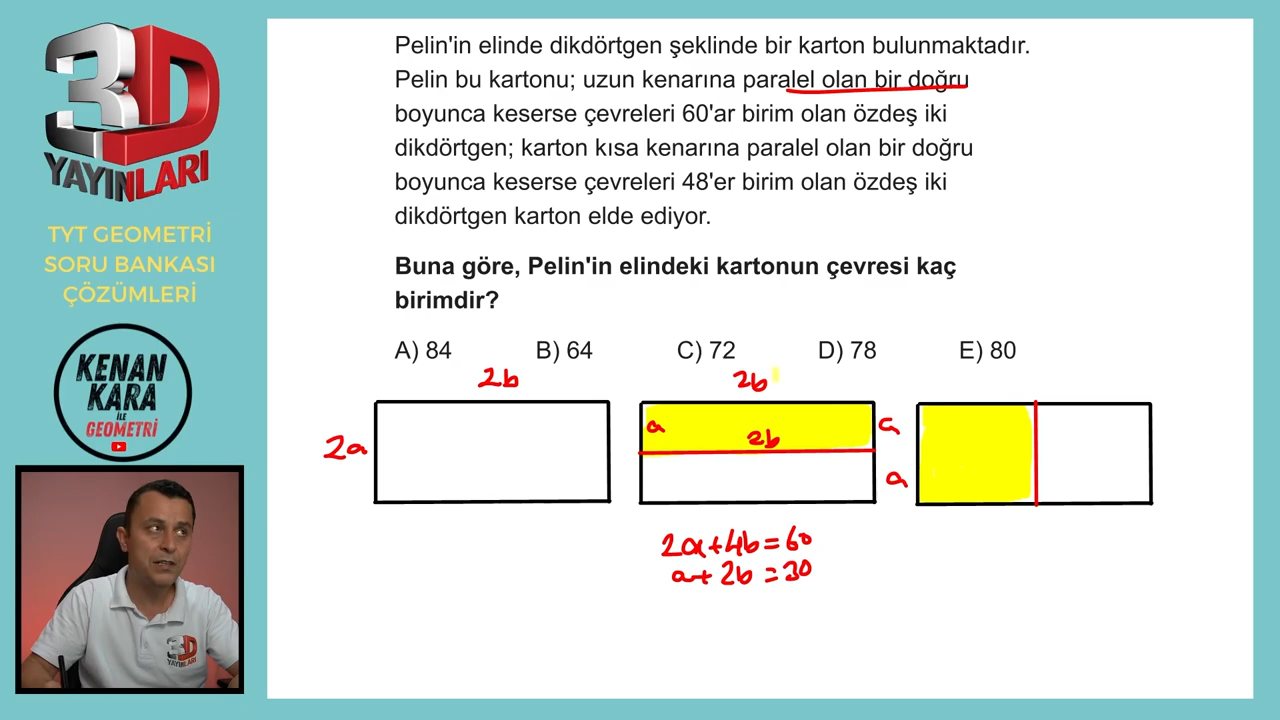 3D
YAYINLARI
TYT GEOMETRİ
SORU BANKASI
ÇÖZÜMLERİ
KENAN
KARA
İLE
GEOMETRİ
3D
YAYINLARI
Pelin'in elinde dikdörtgen şeklinde bir karton bulunmaktadır.
Pelin bu kartonu; uzun kenarına paralel olan bir doğru
boyunca keserse çevreleri 60'ar birim olan özdeş iki
dikdörtgen; karton kısa kenarına paralel olan bir doğru
boyunca keserse çevreleri 48'er birim olan özdeş iki
dikdörtgen karton elde ediyor.
Buna göre, Pelin'in elindeki kartonun çevresi kaç
birimdir?
A) 84 B) 64 C) 72 D) 78 E) 80
2b 2b
2a a 2b a
a
2a+4b=60
a+2b=30